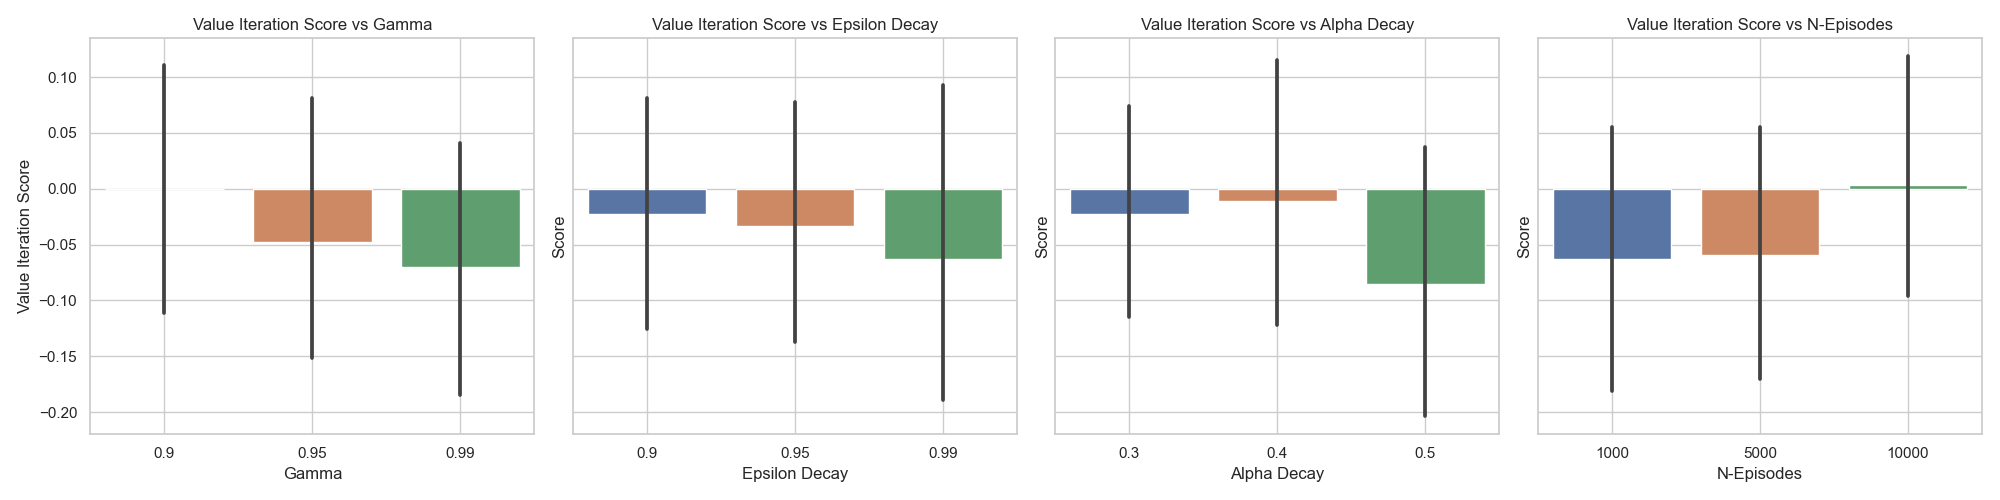 Value Iteration Score vs Gamma
Value Iteration Score
0.10
0.05
0.00
−0.05
−0.10
−0.15
−0.20
0.9
0.95
0.99
Gamma
Value Iteration Score vs Epsilon Decay
Score
0.9
0.95
0.99
Epsilon Decay
Value Iteration Score vs Alpha Decay
Score
0.3
0.4
0.5
Alpha Decay
Value Iteration Score vs N-Episodes
Score
1000
5000
10000
N-Episodes